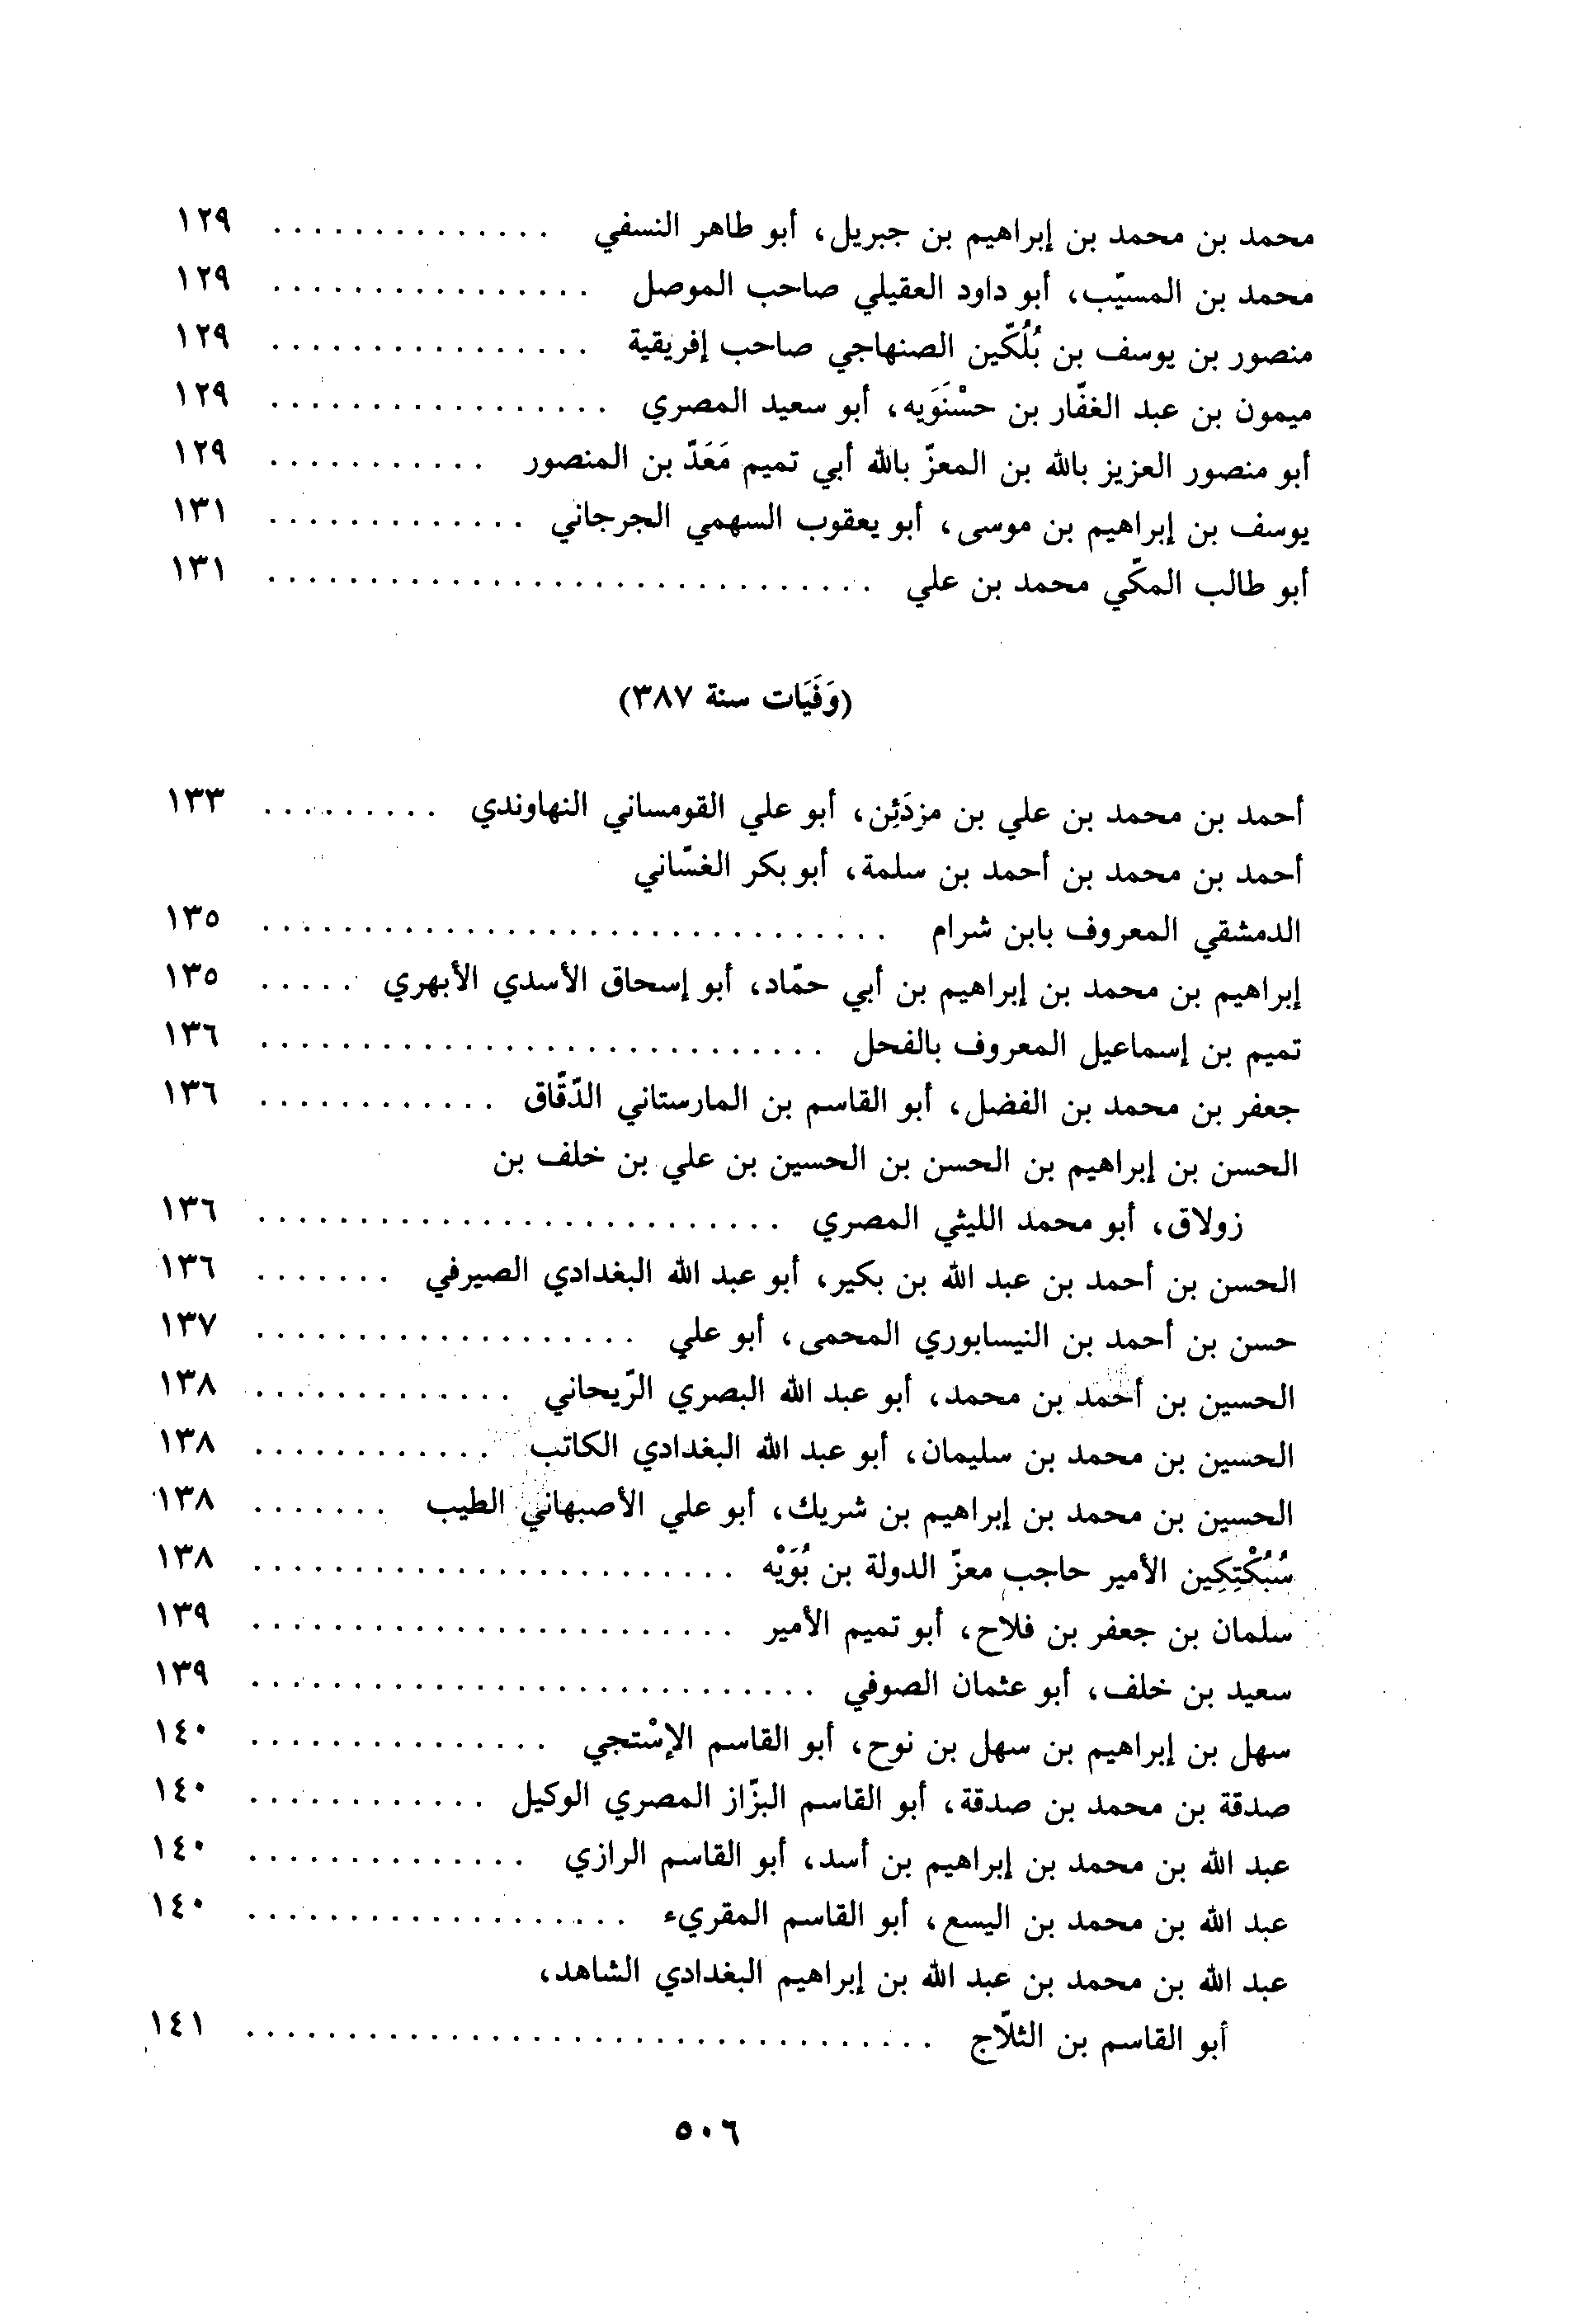 محمد بن محمد بن إبراهيم بن جبريل، أبو طاهر النسفي . . . . . . . . . . . . . . ١٢٩
محمد بن المسيّب، أبو داود العقيلي صاحب الموصل . . . . . . . . . . . . . . . . ١٢٩
منصور بن يوسف بن بُلُكّين الصنهاجي صاحب إفريقية . . . . . . . . . . . . . . . . ١٢٩
ميمون بن عبد الغفّار بن حسْنَوَيه، أبو سعيد المصري . . . . . . . . . . . . . . . . . ١٢٩
أبو منصور العزيز بالله بن المعزّ بالله أبي تميم مَعَدّ بن المنصور . . . . . . . . . . . ١٢٩
يوسف بن إبراهيم بن موسى، أبو يعقوب السهمي الجرجاني . . . . . . . . . . . . . ١٣١
أبو طالب المكّي محمد بن علي . . . . . . . . . . . . . . . . . . . . . . . . . . . . . . ١٣١
(وَفَيَات سنة ٣٨٧)
أحمد بن محمد بن علي بن مزدَئِن، أبو علي القومساني النهاوندي . . . . . . . . . ١٣٣
أحمد بن محمد بن أحمد بن سلمة، أبو بكر الغسّاني
الدمشقي المعروف بابن شرام . . . . . . . . . . . . . . . . . . . . . . . . . . . . . . . ١٣٥
إبراهيم بن محمد بن إبراهيم بن أبي حمّاد، أبو إسحاق الأسدي الأبهري . . . . . ١٣٥
تميم بن إسماعيل المعروف بالفحل . . . . . . . . . . . . . . . . . . . . . . . . . . . . ١٣٦
جعفر بن محمد بن الفضل، أبو القاسم بن المارستاني الدّقّاق . . . . . . . . . . . . ١٣٦
الحسن بن إبراهيم بن الحسن بن الحسين بن علي بن خلف بن
زولاق، أبو محمد الليثي المصري . . . . . . . . . . . . . . . . . . . . . . . . . . ١٣٦
الحسن بن أحمد بن عبد الله بن بكير، أبو عبد الله البغدادي الصيرفي . . . . . . . ١٣٦
حسن بن أحمد بن النيسابوري المحمى، أبو علي . . . . . . . . . . . . . . . . . . . ١٣٧
الحسين بن أحمد بن محمد، أبو عبد الله البصري الرّيحاني . . . . . . . . . . . . . ١٣٨
الحسين بن محمد بن سليمان، أبو عبد الله البغدادي الكاتب . . . . . . . . . . . . ١٣٨
الحسين بن محمد بن إبراهيم بن شريك، أبو علي الأصبهاني الطيب . . . . . . . ١٣٨
سُبُكْتِكِين الأمير حاجب معزّ الدولة بن بُوَيْه . . . . . . . . . . . . . . . . . . . . . . . . ١٣٨
سلمان بن جعفر بن فلاح، أبو تميم الأمير . . . . . . . . . . . . . . . . . . . . . . . . ١٣٩
سعيد بن خلف، أبو عثمان الصوفي . . . . . . . . . . . . . . . . . . . . . . . . . . . . ١٣٩
سهل بن إبراهيم بن سهل بن نوح، أبو القاسم الإسْتجي . . . . . . . . . . . . . . . ١٤٠
صدقة بن محمد بن صدقة، أبو القاسم البزّاز المصري الوكيل . . . . . . . . . . . . ١٤٠
عبد الله بن محمد بن إبراهيم بن أسد، أبو القاسم الرازي . . . . . . . . . . . . . . ١٤٠
عبد الله بن محمد بن اليسع، أبو القاسم المقريء . . . . . . . . . . . . . . . . . . . ١٤٠
عبد الله بن محمد بن عبد الله بن إبراهيم البغدادي الشاهد،
أبو القاسم بن الثلّاج . . . . . . . . . . . . . . . . . . . . . . . . . . . . . . . . . . ١٤١
٥٠٦